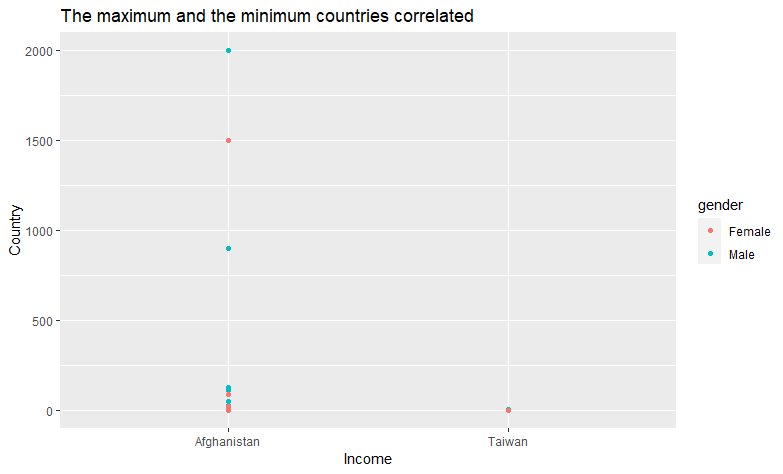 The maximum and the minimum countries correlated
2000
1500
1000
500
0
Country
Afghanistan
Taiwan
Income
gender
Female
Male